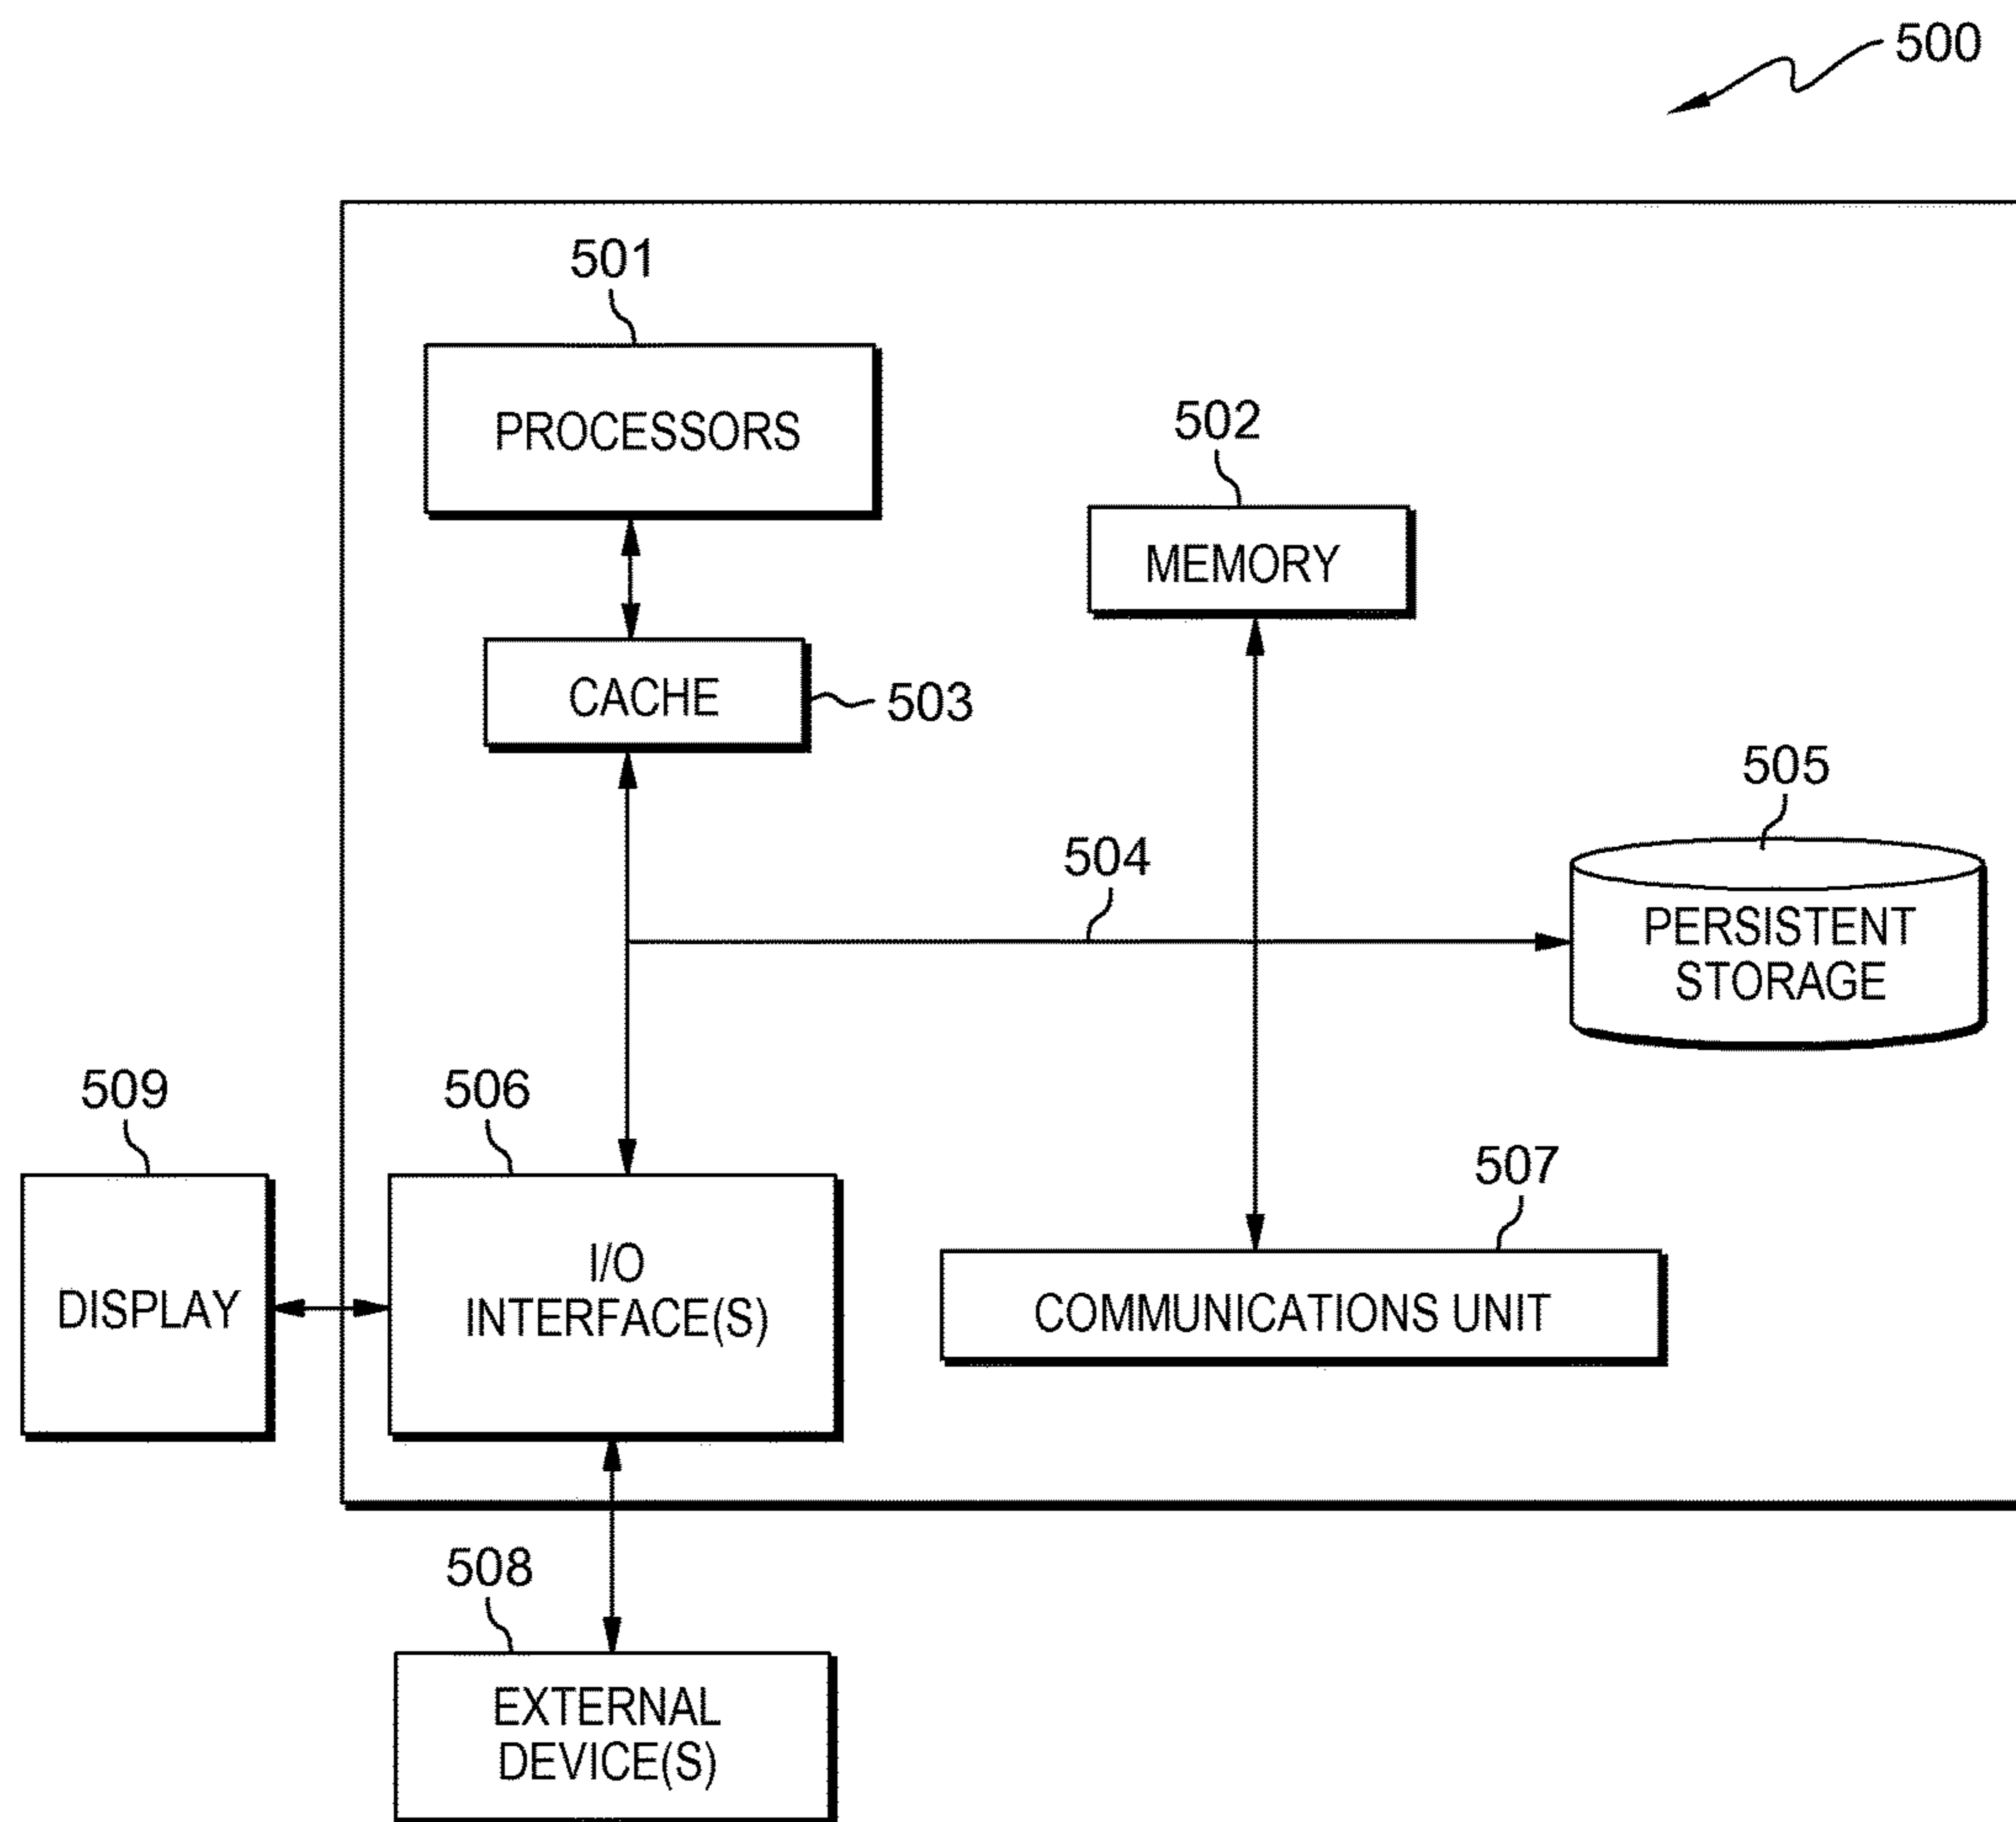 500
501
PROCESSORS
502
MEMORY
CACHE
503
505
504
PERSISTENT
STORAGE
509
506
507
DISPLAY
I/O
INTERFACE(S)
COMMUNICATIONS UNIT
508
EXTERNAL
DEVICE(S)